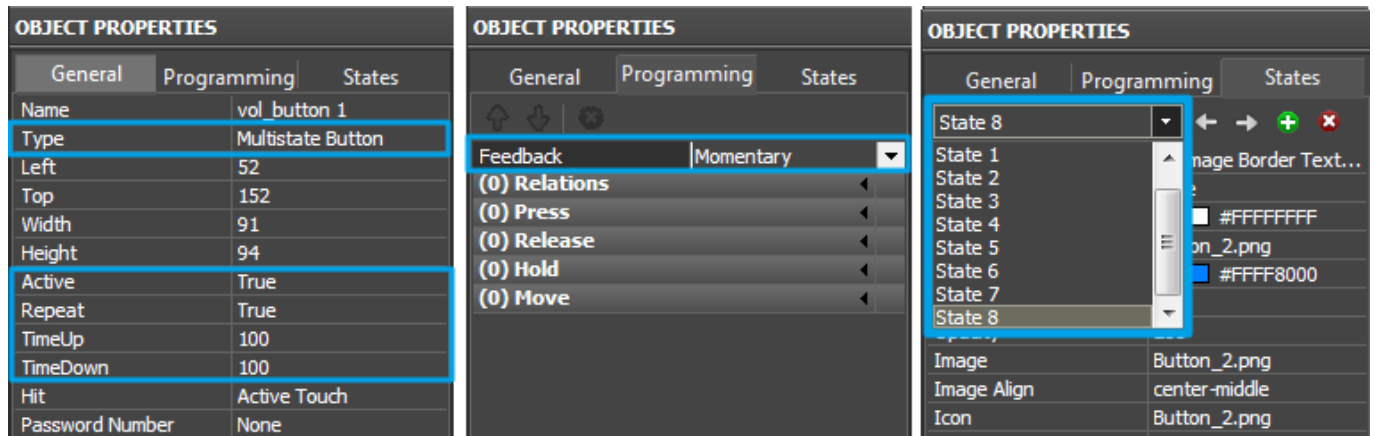 OBJECT PROPERTIES
General Programming States
Name vol_button 1
Type Multistate Button
Left 52
Top 152
Width 91
Height 94
Active True
Repeat True
TimeUp 100
TimeDown 100
Hit Active Touch
Password Number None
OBJECT PROPERTIES
General Programming States
Feedback Momentary
(0) Relations
(0) Press
(0) Release
(0) Hold
(0) Move
OBJECT PROPERTIES
General Programming States
State 8
State 1
State 2
State 3
State 4
State 5
State 6
State 7
State 8
Border Text...
#FFFFFFFF
#FFFF8000
Image Button_2.png
Image Align center-middle
Icon Button_2.png